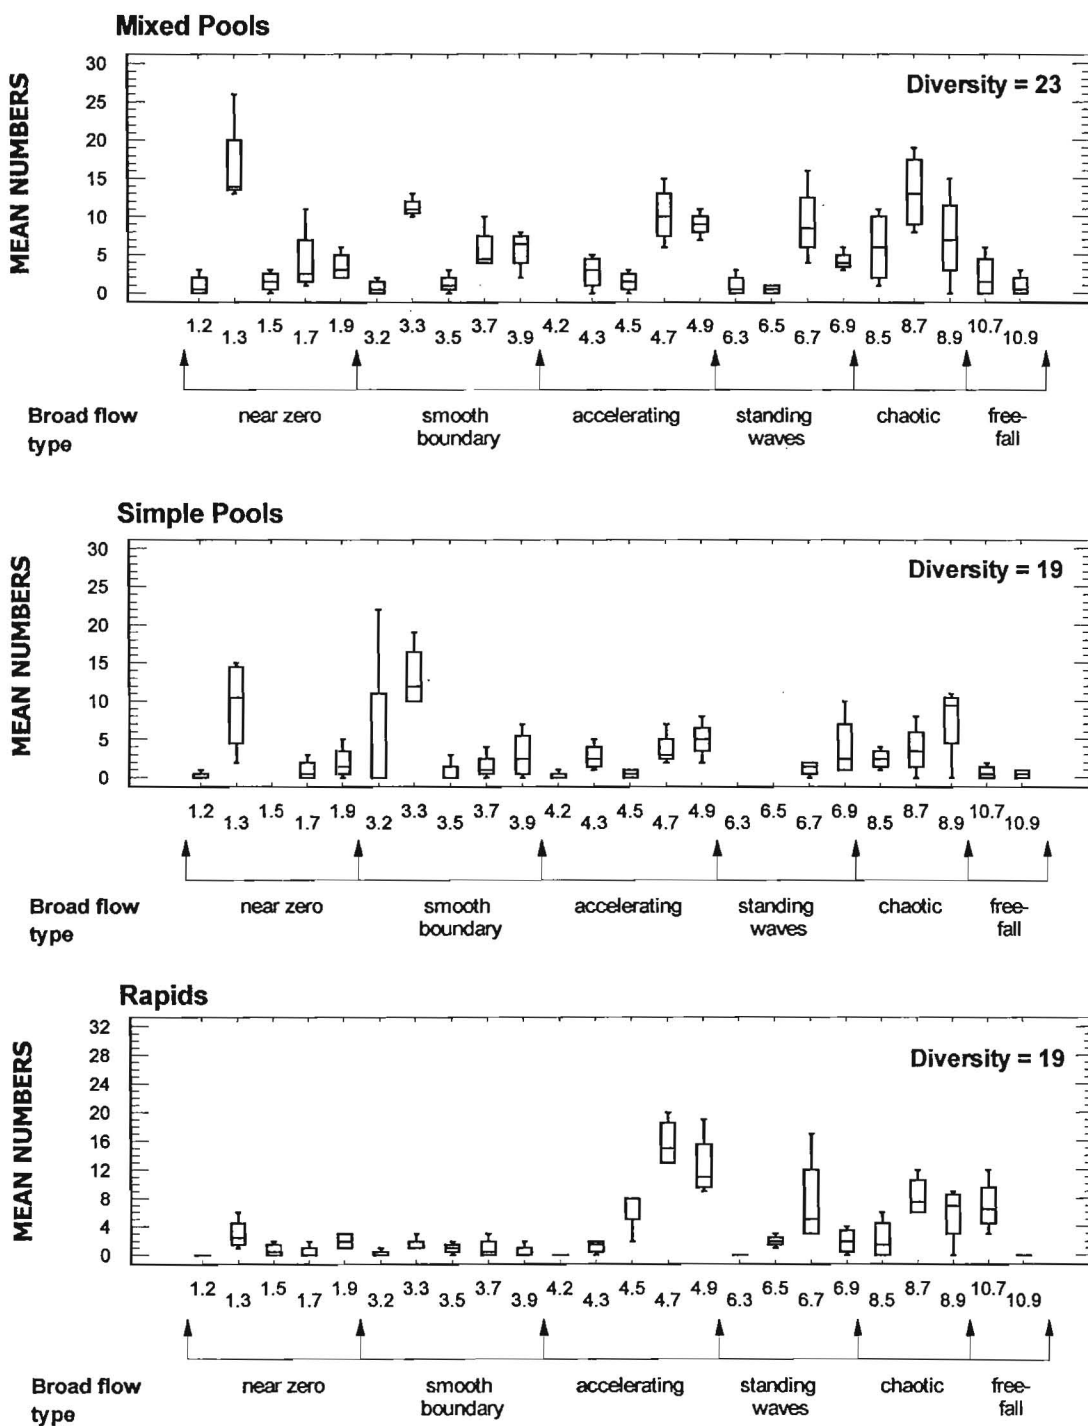 Mixed Pools
Diversity = 23
MEAN NUMBERS
30
25
20
15
10
5
0
1.2 1.5 1.9 3.2 3.3 3.7 4.2 4.5 4.9 6.5 6.9 8.7 10.7
1.3 1.7 3.5 3.9 4.3 4.7 6.3 6.7 8.5 8.9 10.9
Broad flow type
near zero
smooth boundary
accelerating
standing waves
chaotic
free-fall
Simple Pools
Diversity = 19
MEAN NUMBERS
30
25
20
15
10
5
0
1.2 1.5 1.9 3.3 3.7 4.2 4.5 4.9 6.5 6.9 8.7 10.7
1.3 1.7 3.2 3.5 3.9 4.3 4.7 6.3 6.7 8.5 8.9 10.9
Broad flow type
near zero
smooth boundary
accelerating
standing waves
chaotic
free-fall
Rapids
Diversity = 19
MEAN NUMBERS
32
28
24
20
16
12
8
4
0
1.2 1.5 1.9 3.3 3.7 4.2 4.5 4.9 6.3 6.5 6.9 8.7 10.7
1.3 1.7 3.2 3.5 3.9 4.3 4.7 6.7 8.5 8.9 10.9
Broad flow type
near zero
smooth boundary
accelerating
standing waves
chaotic
free-fall